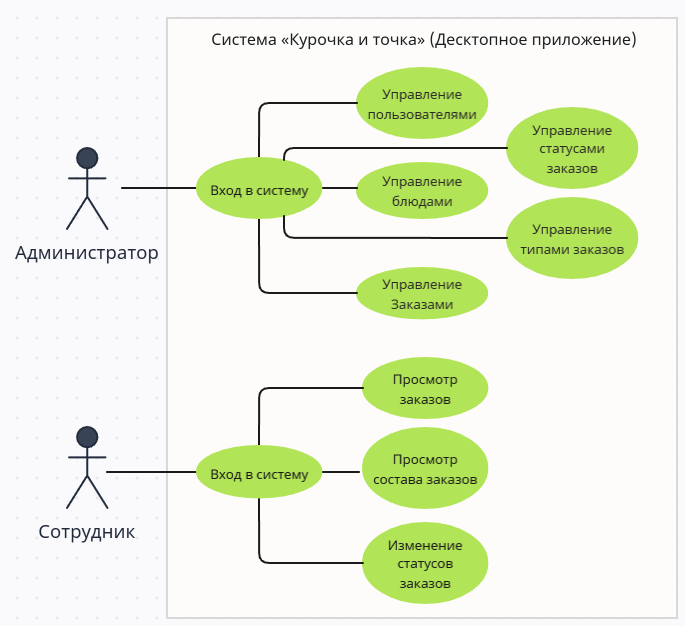 Система «Курочка и точка» (Десктопное приложение)
Управление
пользователями
Управление
статусами
заказов
Вход в систему
Управление
блюдами
Управление
типами заказов
Администратор
Управление
Заказами
Просмотр
заказов
Вход в систему
Просмотр
состава заказов
Сотрудник
Изменение
статусов
заказов